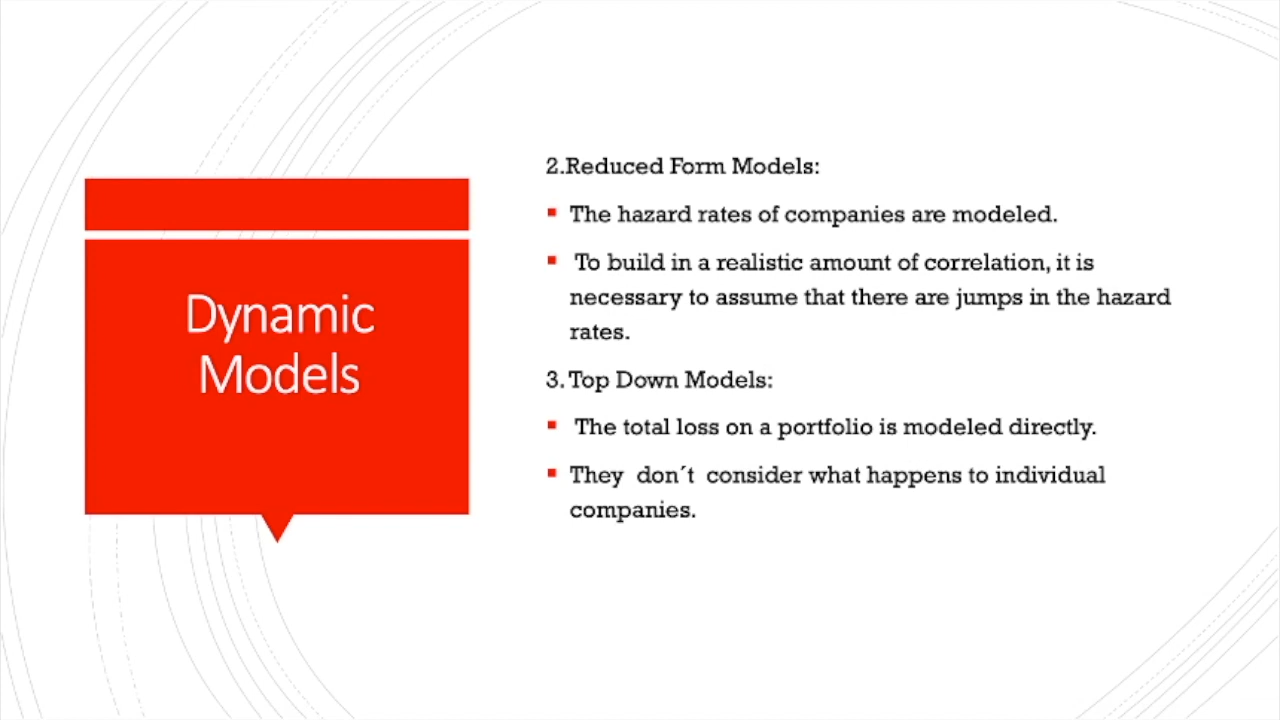 Dynamic
Models
2.Reduced Form Models:
The hazard rates of companies are modeled.
To build in a realistic amount of correlation, it is
necessary to assume that there are jumps in the hazard
rates.
3. Top Down Models:
The total loss on a portfolio is modeled directly.
They don´t consider what happens to individual
companies.